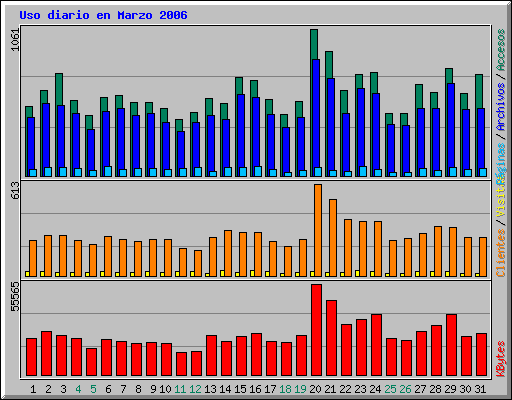 Uso diario en Marzo 2006
1061
613
55565
Clientes / Visitas
Páginas / Archivos / Accesos
KBytes
1 2 3 4 5 6 7 8 9 10 11 12 13 14 15 16 17 18 19 20 21 22 23 24 25 26 27 28 29 30 31